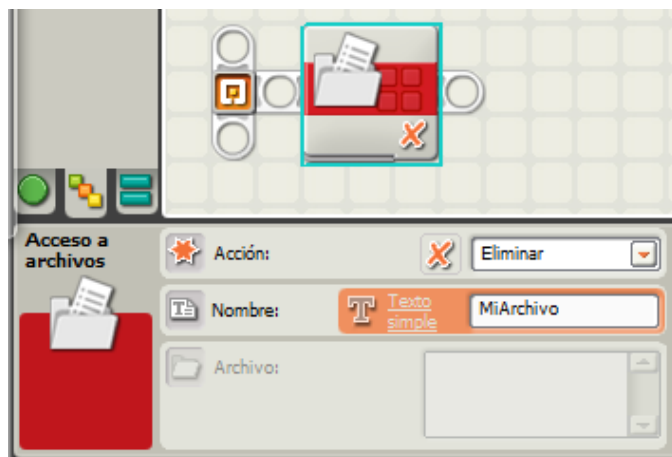 Acceso a
archivos
Acción:
Eliminar
Nombre:
Texto
simple
MiArchivo
Archivo: